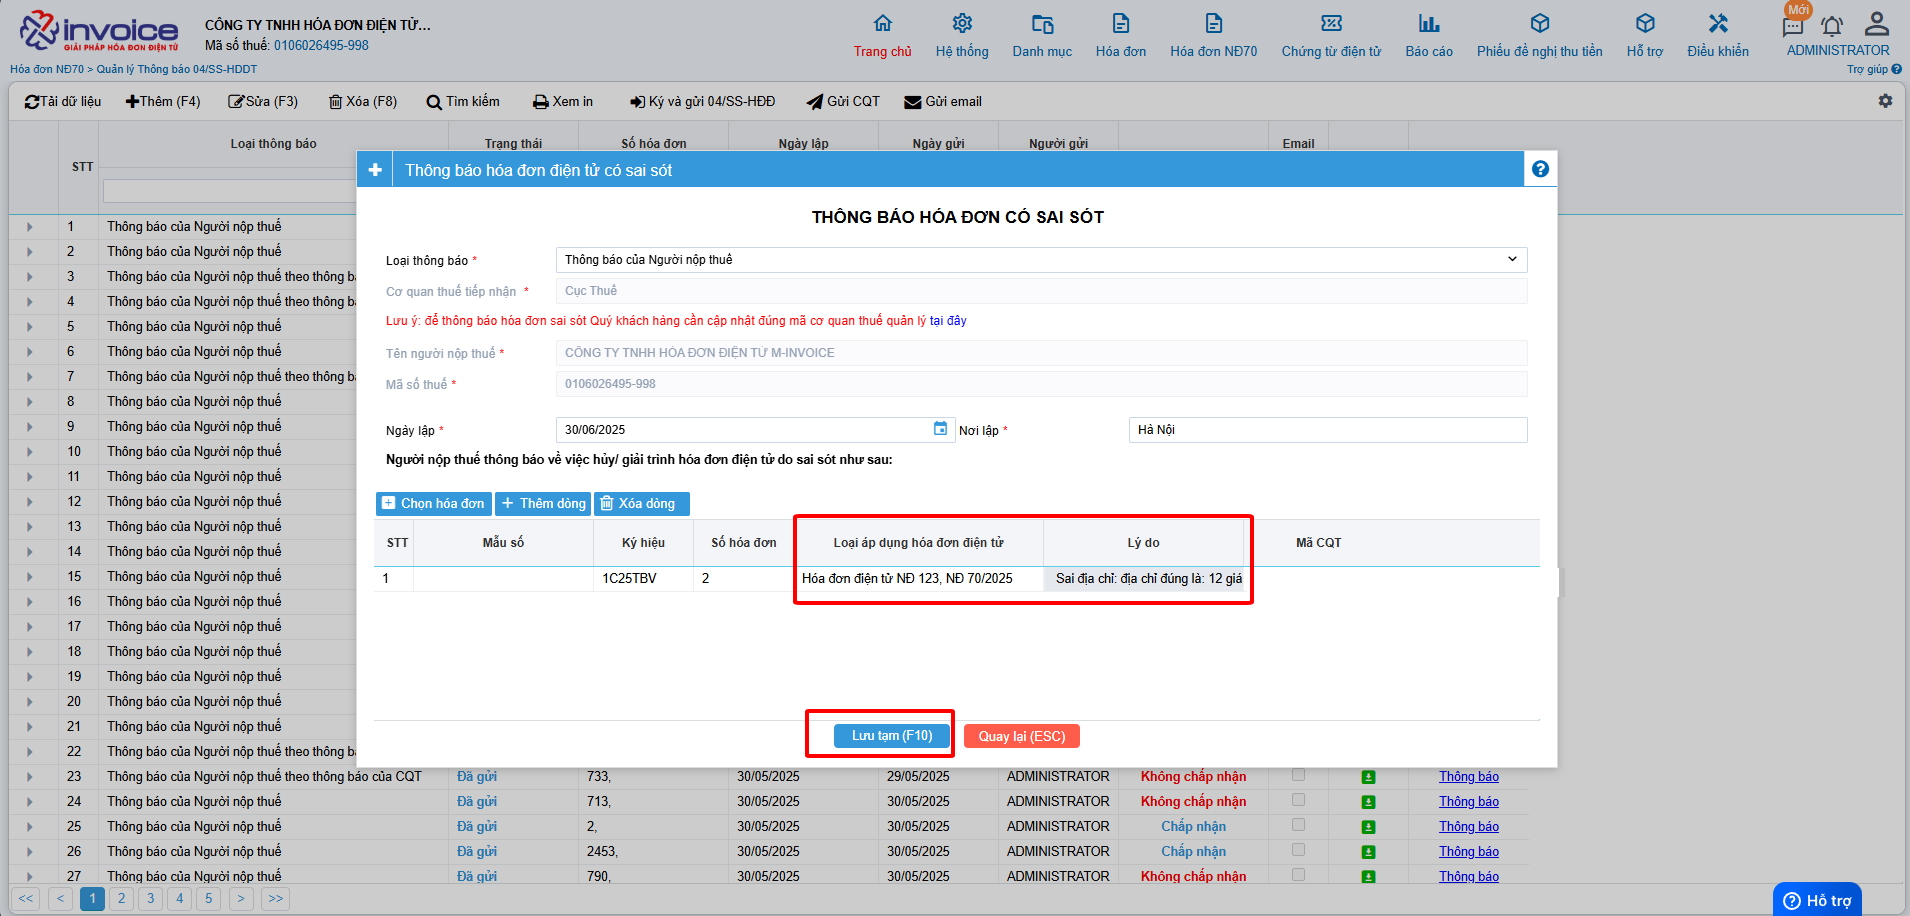 invoice
GIẢI PHÁP HÓA ĐƠN ĐIỆN TỬ
CÔNG TY TNHH HÓA ĐƠN ĐIỆN TỬ...
Mã số thuế: 0106026495-998
Trang chủ
Hệ thống
Danh mục
Hóa đơn
Hóa đơn NĐ70
Chứng từ điện tử
Báo cáo
Phiếu đề nghị thu tiền
Hỗ trợ
Điều khiển
Mới
ADMINISTRATOR
Hóa đơn NĐ70 > Quản lý Thông báo 04/SS-HDDT
Trợ giúp
Tải dữ liệu
Thêm (F4)
Sửa (F3)
Xóa (F8)
Tìm kiếm
Xem in
Ký và gửi 04/SS-HĐĐ
Gửi CQT
Gửi email
STT
Loại thông báo
Trạng thái
Số hóa đơn
Ngày lập
Ngày gửi
Người gửi
Email
Thông báo hóa đơn điện tử có sai sót
THÔNG BÁO HÓA ĐƠN CÓ SAI SÓT
Loại thông báo *
Thông báo của Người nộp thuế
Cơ quan thuế tiếp nhận *
Cục Thuế
Lưu ý: để thông báo hóa đơn sai sót Quý khách hàng cần cập nhật đúng mã cơ quan thuế quản lý tại đây
Tên người nộp thuế *
CÔNG TY TNHH HÓA ĐƠN ĐIỆN TỬ M-INVOICE
Mã số thuế *
0106026495-998
Ngày lập *
30/06/2025
Nơi lập *
Hà Nội
Người nộp thuế thông báo về việc hủy/ giải trình hóa đơn điện tử do sai sót như sau:
Chọn hóa đơn
Thêm dòng
Xóa dòng
STT
Mẫu số
Ký hiệu
Số hóa đơn
Loại áp dụng hóa đơn điện tử
Lý do
Mã CQT
1
1C25TBV
2
Hóa đơn điện tử NĐ 123, NĐ 70/2025
Sai địa chỉ: địa chỉ đúng là: 12 giá
Lưu tạm (F10)
Quay lại (ESC)
1 Thông báo của Người nộp thuế
2 Thông báo của Người nộp thuế
3 Thông báo của Người nộp thuế theo thông bá
4 Thông báo của Người nộp thuế theo thông bá
5 Thông báo của Người nộp thuế
6 Thông báo của Người nộp thuế
7 Thông báo của Người nộp thuế theo thông bá
8 Thông báo của Người nộp thuế
9 Thông báo của Người nộp thuế
10 Thông báo của Người nộp thuế
11 Thông báo của Người nộp thuế
12 Thông báo của Người nộp thuế
13 Thông báo của Người nộp thuế
14 Thông báo của Người nộp thuế
15 Thông báo của Người nộp thuế
16 Thông báo của Người nộp thuế
17 Thông báo của Người nộp thuế
18 Thông báo của Người nộp thuế
19 Thông báo của Người nộp thuế
20 Thông báo của Người nộp thuế
21 Thông báo của Người nộp thuế
22 Thông báo của Người nộp thuế theo thông bá
23 Thông báo của Người nộp thuế theo thông báo của CQT Đã gửi 733, 30/05/2025 29/05/2025 ADMINISTRATOR Không chấp nhận Thông báo
24 Thông báo của Người nộp thuế Đã gửi 713, 30/05/2025 30/05/2025 ADMINISTRATOR Không chấp nhận Thông báo
25 Thông báo của Người nộp thuế Đã gửi 2, 30/05/2025 30/05/2025 ADMINISTRATOR Chấp nhận Thông báo
26 Thông báo của Người nộp thuế Đã gửi 2453, 30/05/2025 30/05/2025 ADMINISTRATOR Chấp nhận Thông báo
27 Thông báo của Người nộp thuế Đã gửi 790, 30/05/2025 30/05/2025 ADMINISTRATOR Không chấp nhận Thông báo
<< < 1 2 3 4 5 > >>
Hỗ trợ